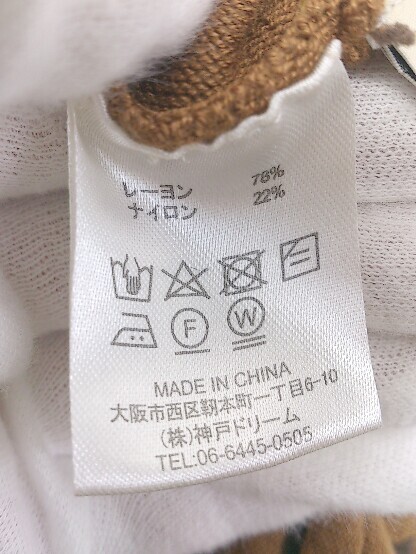 レーヨン 78%
ナイロン 22%
F W
MADE IN CHINA
大阪市西区靭本町一丁目6-10
(株)神戸ドリーム
TEL:06-6445-0505